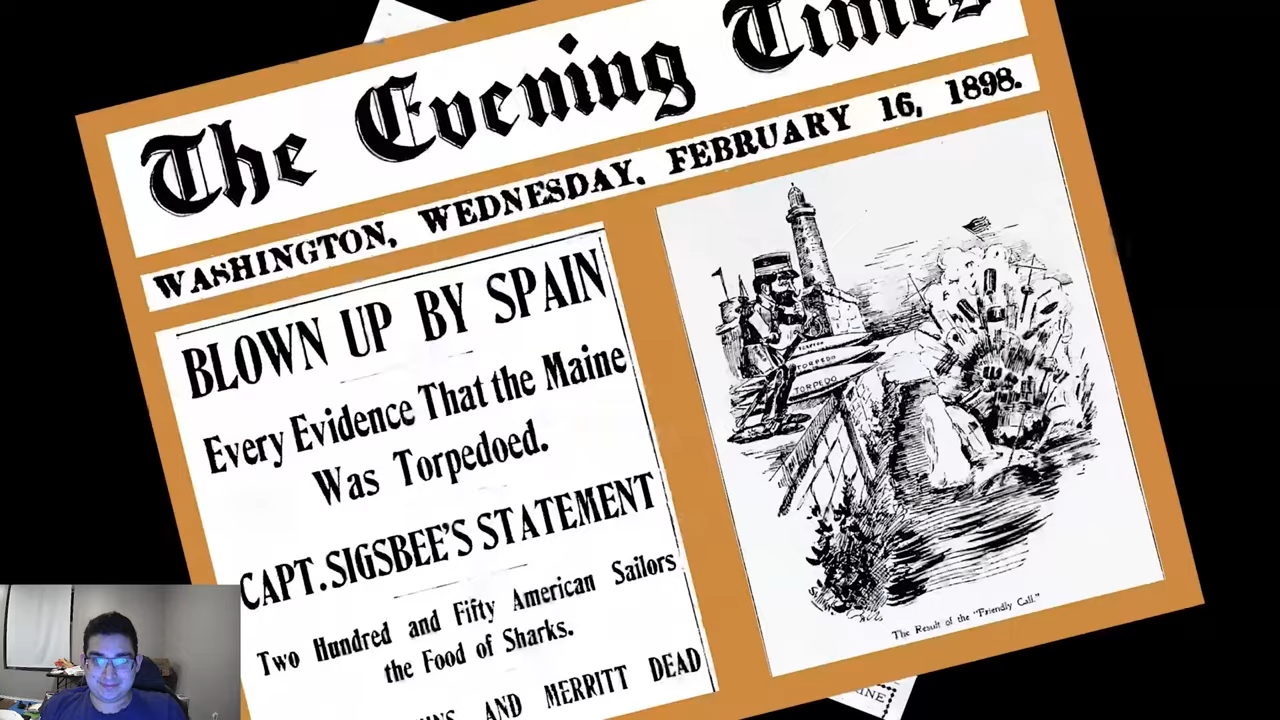 The Evening Times
WASHINGTON, WEDNESDAY, FEBRUARY 16, 1898.
BLOWN UP BY SPAIN
Every Evidence That the Maine
Was Torpedoed.
CAPT. SIGSBEE'S STATEMENT
Two Hundred and Fifty American Sailors
the Food of Sharks.
AND MERRITT DEAD
TORPEDO
TORPEDO
The Result of the "Friendly Call."